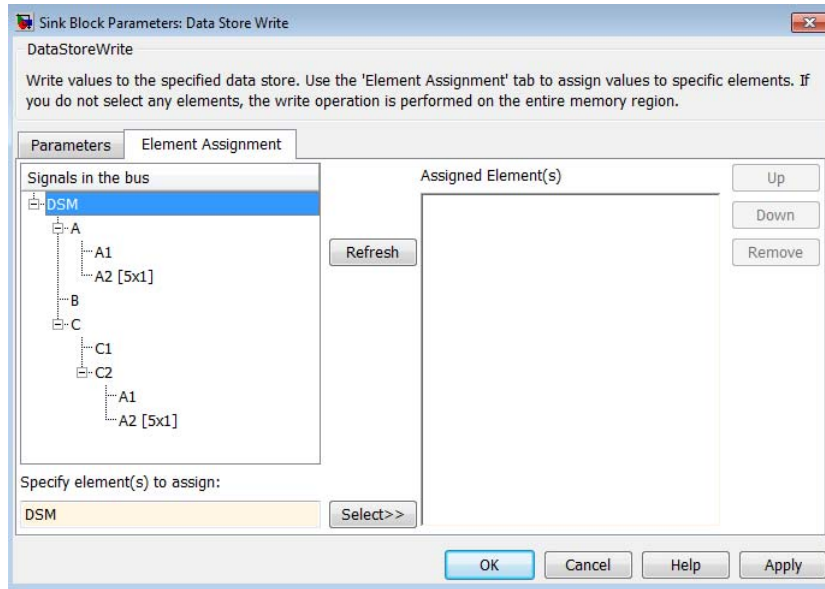 Sink Block Parameters: Data Store Write
DataStoreWrite
Write values to the specified data store. Use the 'Element Assignment' tab to assign values to specific elements. If
you do not select any elements, the write operation is performed on the entire memory region.
Parameters
Element Assignment
Signals in the bus
DSM
A
A1
A2 [5x1]
B
C
C1
C2
A1
A2 [5x1]
Specify element(s) to assign:
DSM
Refresh
Select>>
Assigned Element(s)
Up
Down
Remove
OK
Cancel
Help
Apply